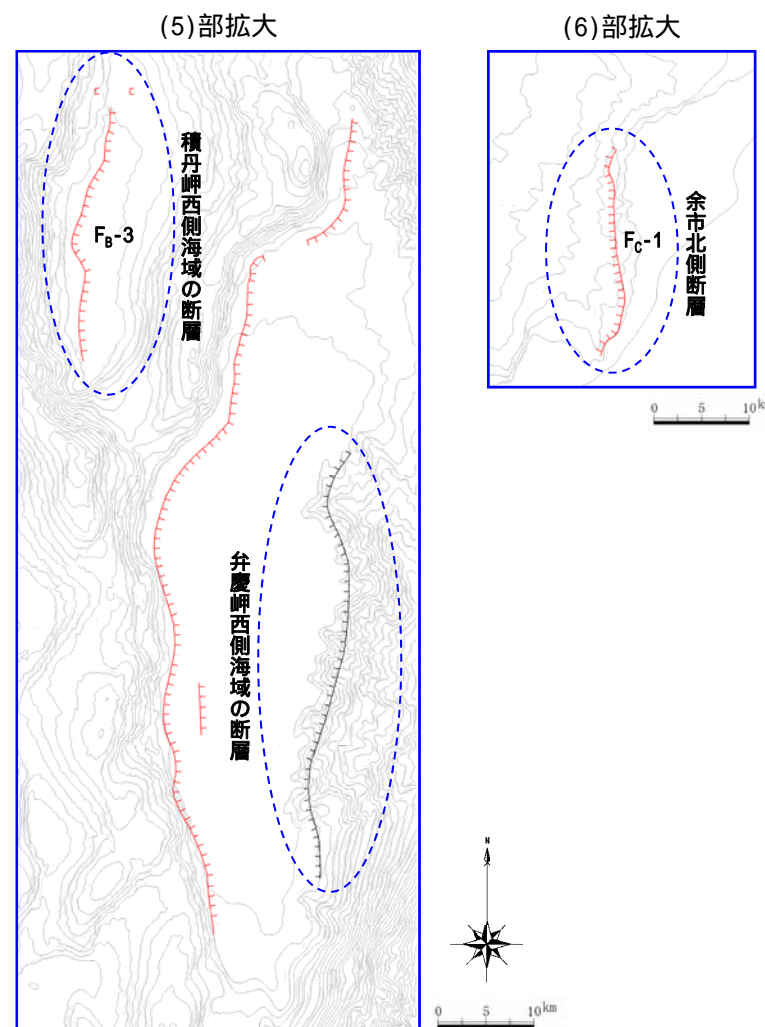 (5)部拡大
積丹岬西側海域の断層
FB-3
弁慶岬西側海域の断層
(6)部拡大
FC-1
余市北側断層
0 5 10k
N
0 5 10km